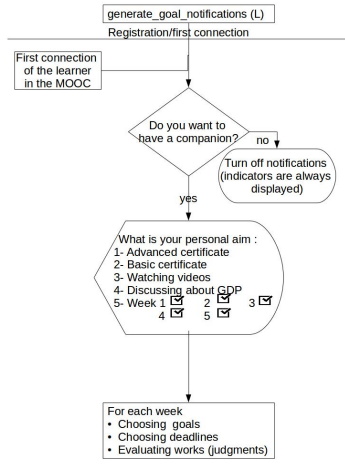 generate_goal_notifications (L)
Registration/first connection
First connection
of the learner
in the MOOC
Do you want to
have a companion?
no
Turn off notifications
(indicators are always
displayed)
yes
What is your personal aim :
1- Advanced certificate
2- Basic certificate
3- Watching videos
4- Discussing about GDP
5- Week 1 ☑ 2 ☑ 3 ☑
4 ☑ 5 ☑
For each week
• Choosing goals
• Choosing deadlines
• Evaluating works (judgments)